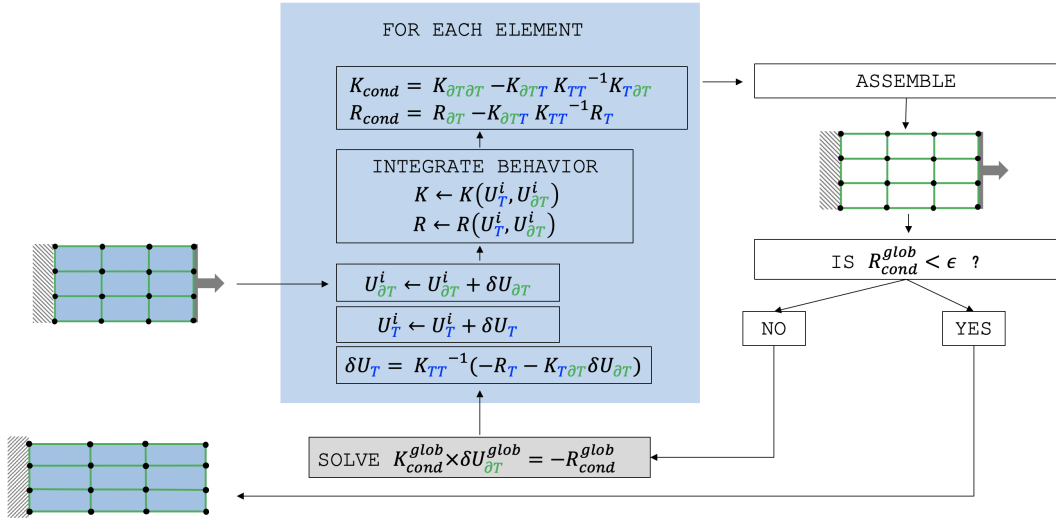 FOR EACH ELEMENT
K_cond = K_∂T∂T − K_∂TT K_TT⁻¹ K_T∂T
R_cond = R_∂T − K_∂TT K_TT⁻¹ R_T
INTEGRATE BEHAVIOR
K ← K(U_T^i, U_∂T^i)
R ← R(U_T^i, U_∂T^i)
U_∂T^i ← U_∂T^i + δU_∂T
U_T^i ← U_T^i + δU_T
δU_T = K_TT⁻¹(−R_T − K_T∂T δU_∂T)
SOLVE K_cond^glob × δU_∂T^glob = −R_cond^glob
ASSEMBLE
IS R_cond^glob < ϵ ?
NO
YES